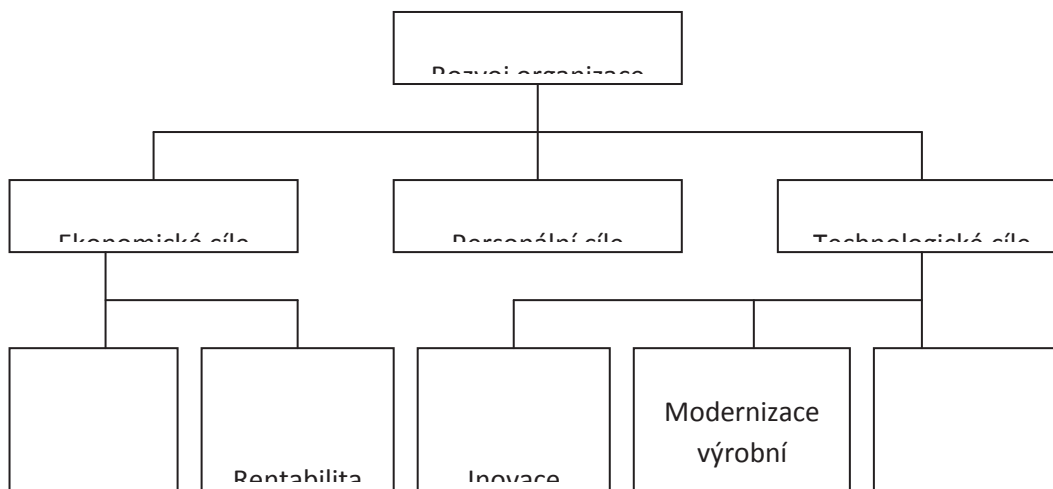 Rozvoj organizace
Ekonomické cíle
Personální cíle
Technologické cíle
Modernizace
výrobní
Rentabilita
Inovace